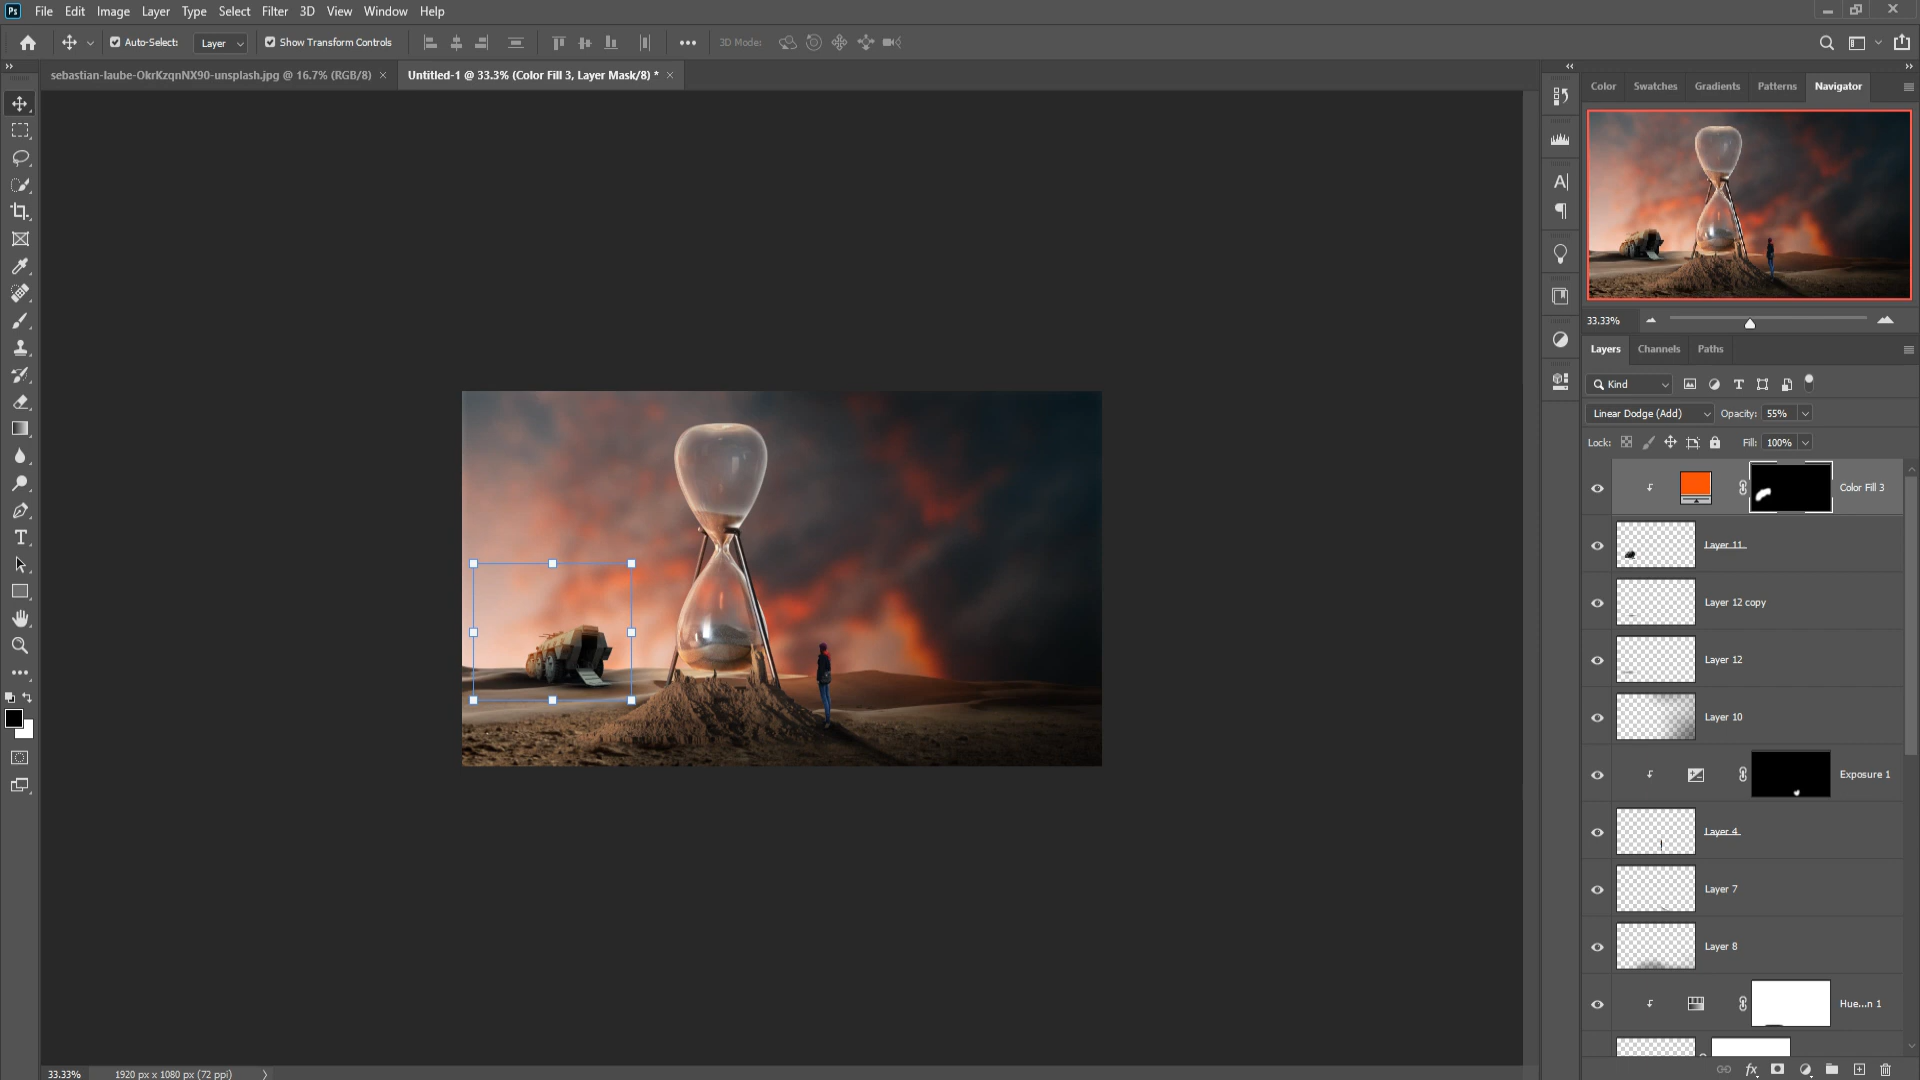 Ps File Edit Image Layer Type Select Filter 3D View Window Help
Auto-Select: Layer Show Transform Controls 3D Mode:
sebastian-laube-OkrKzqnNX90-unsplash.jpg @ 16.7% (RGB/8) × Untitled-1 @ 33.3% (Color Fill 3, Layer Mask/8) * ×
Color Swatches Gradients Patterns Navigator
33.33%
Layers Channels Paths
Kind
Linear Dodge (Add) Opacity: 55%
Lock: Fill: 100%
Color Fill 3
Layer 11
Layer 12 copy
Layer 12
Layer 10
Exposure 1
Layer 4
Layer 7
Layer 8
Hue...n 1
33.33% 1920 px x 1080 px (72 ppi)